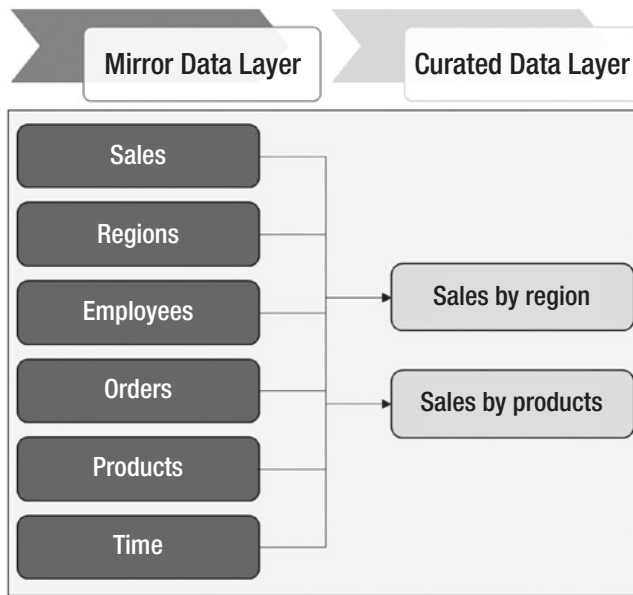 Mirror Data Layer
Curated Data Layer
Sales
Regions
Employees
Orders
Products
Time
Sales by region
Sales by products